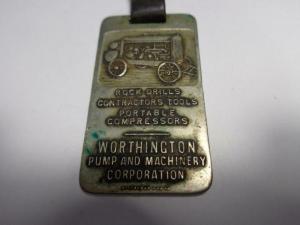 ROCK DRILLS
CONTRACTORS TOOLS
PORTABLE
COMPRESSORS
WORTHINGTON
PUMP AND MACHINERY
CORPORATION